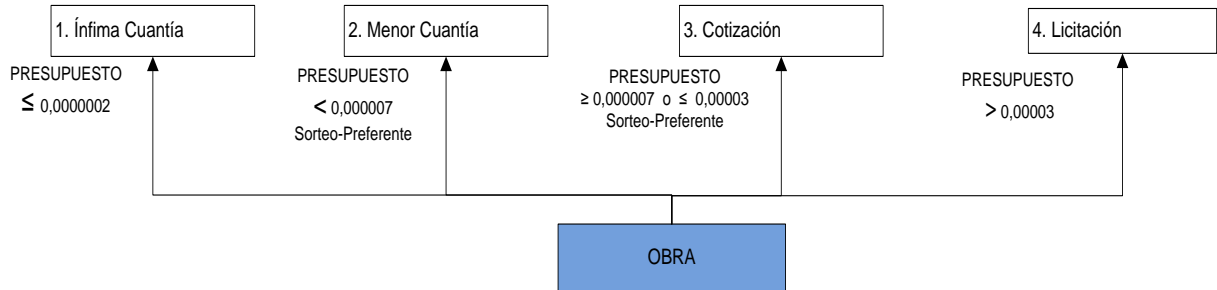 1. Ínfima Cuantía
PRESUPUESTO
≤ 0,0000002
2. Menor Cuantía
PRESUPUESTO
< 0,000007
Sorteo-Preferente
3. Cotización
PRESUPUESTO
≥ 0,000007 o ≤ 0,00003
Sorteo-Preferente
4. Licitación
PRESUPUESTO
> 0,00003
OBRA